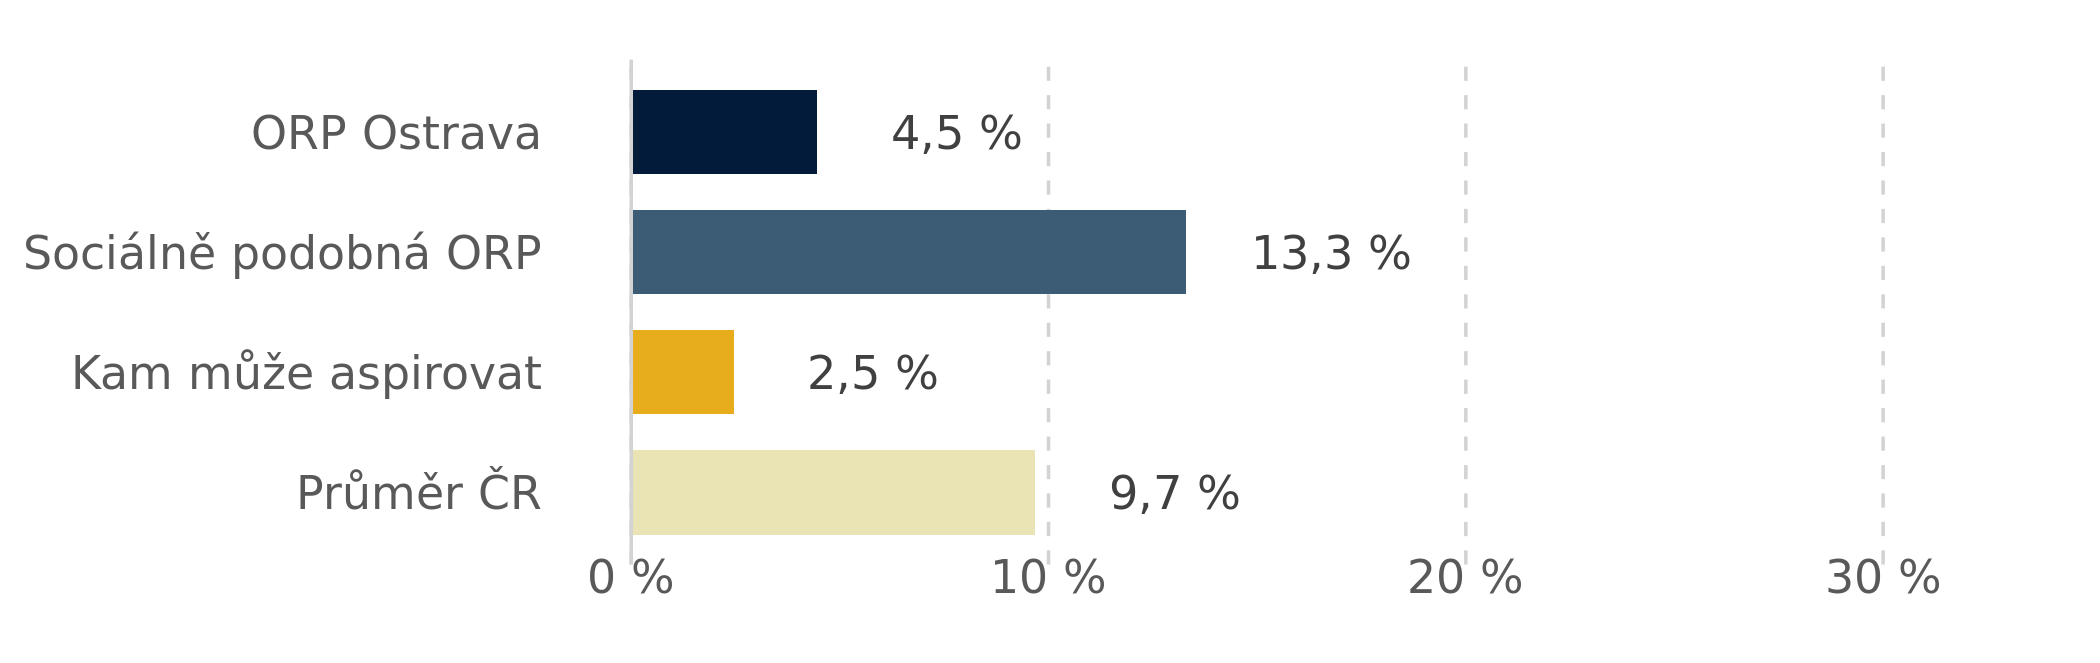 ORP Ostrava 4,5 %
Sociálně podobná ORP 13,3 %
Kam může aspirovat 2,5 %
Průměr ČR 9,7 %
0 % 10 % 20 % 30 %